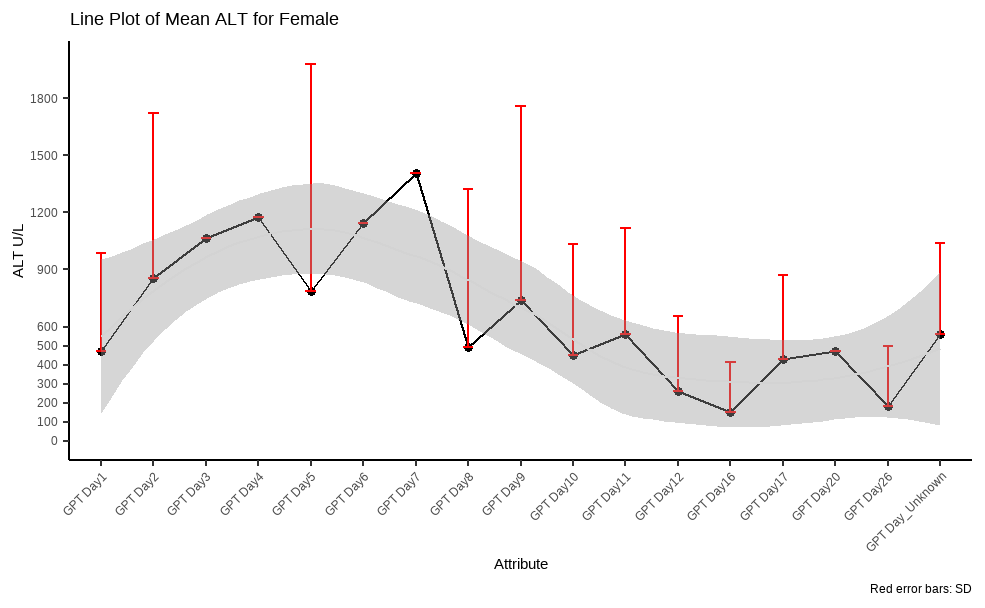 Line Plot of Mean ALT for Female
ALT U/L
1800
1500
1200
900
600
500
400
300
200
100
0
GPT Day1
GPT Day2
GPT Day3
GPT Day4
GPT Day5
GPT Day6
GPT Day7
GPT Day8
GPT Day9
GPT Day10
GPT Day11
GPT Day12
GPT Day16
GPT Day17
GPT Day20
GPT Day26
GPT Day_Unknown
Attribute
Red error bars: SD